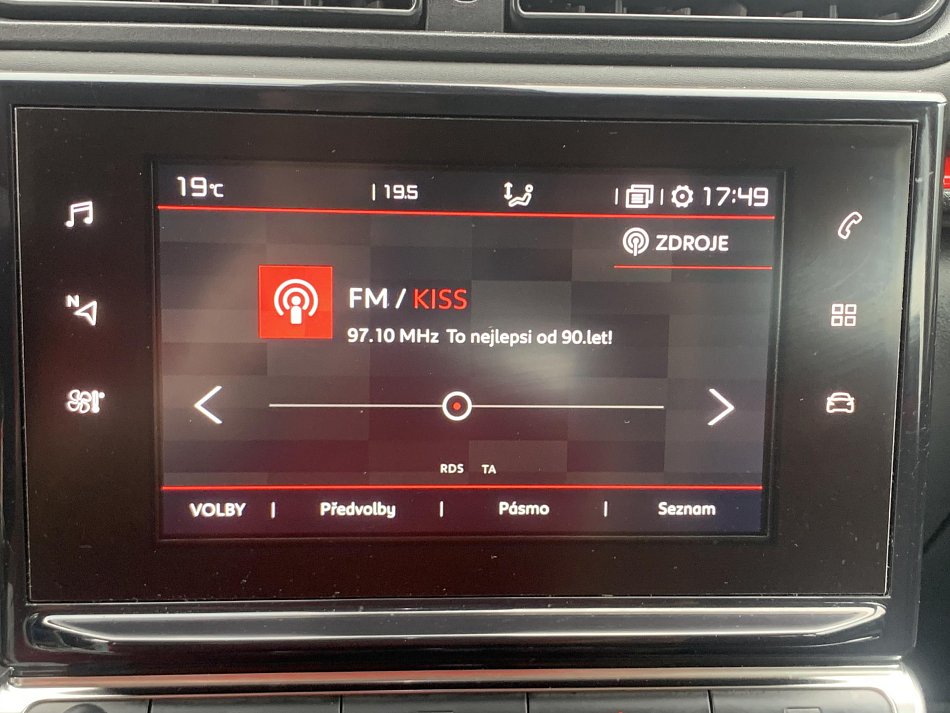 19°C | 19.5 | | 17:49
ZDROJE
FM / KISS
97.10 MHz To nejlepsi od 90.let!
N
RDS TA
VOLBY | Předvolby | Pásmo | Seznam